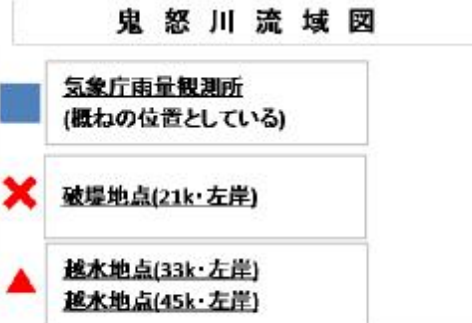 鬼怒川流域図
気象庁雨量観測所
(概ねの位置としている)
破堤地点(21k・左岸)
越水地点(33k・左岸)
越水地点(45k・左岸)